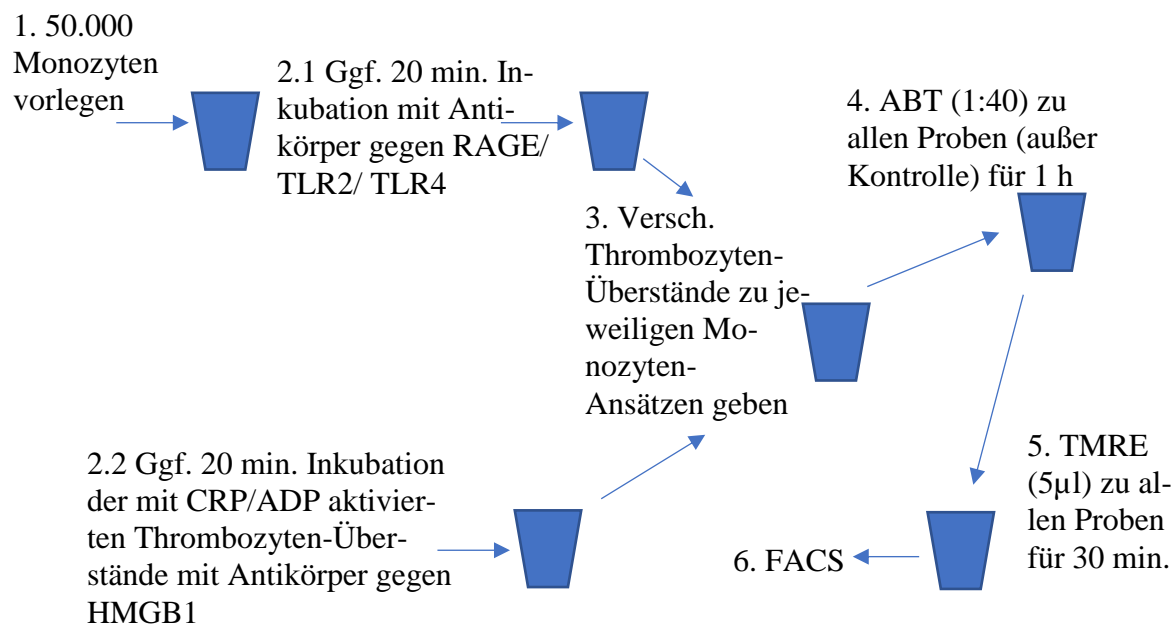 1. 50.000
Monozyten
vorlegen
2.1 Ggf. 20 min. In-
kubation mit Anti-
körper gegen RAGE/
TLR2/ TLR4
2.2 Ggf. 20 min. Inkubation
der mit CRP/ADP aktivier-
ten Thrombozyten-Über-
stände mit Antikörper gegen
HMGB1
3. Versch.
Thrombozyten-
Überstände zu je-
weiligen Mo-
nozyten-
Ansätzen geben
4. ABT (1:40) zu
allen Proben (außer
Kontrolle) für 1 h
5. TMRE
(5µl) zu al-
len Proben
für 30 min.
6. FACS